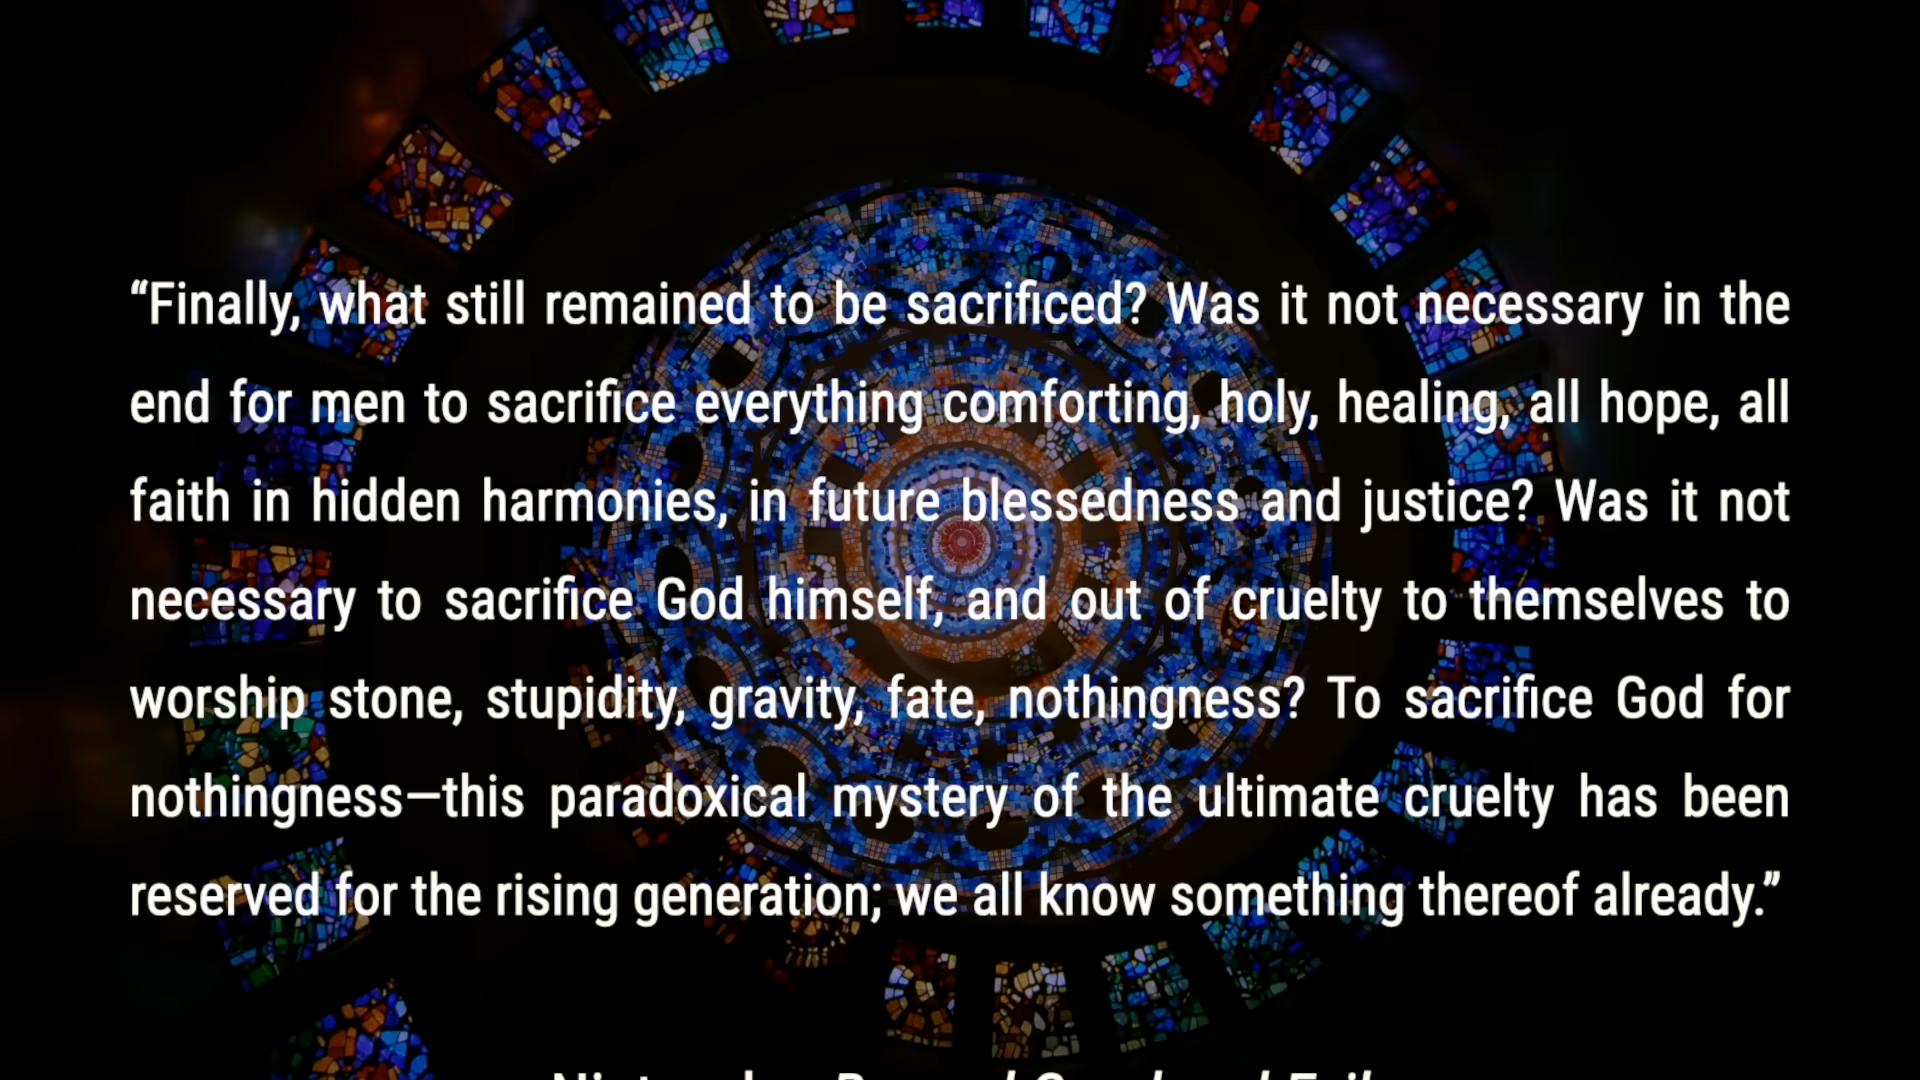 “Finally, what still remained to be sacrificed? Was it not necessary in the
end for men to sacrifice everything comforting, holy, healing, all hope, all
faith in hidden harmonies, in future blessedness and justice? Was it not
necessary to sacrifice God himself, and out of cruelty to themselves to
worship stone, stupidity, gravity, fate, nothingness? To sacrifice God for
nothingness—this paradoxical mystery of the ultimate cruelty has been
reserved for the rising generation; we all know something thereof already.”